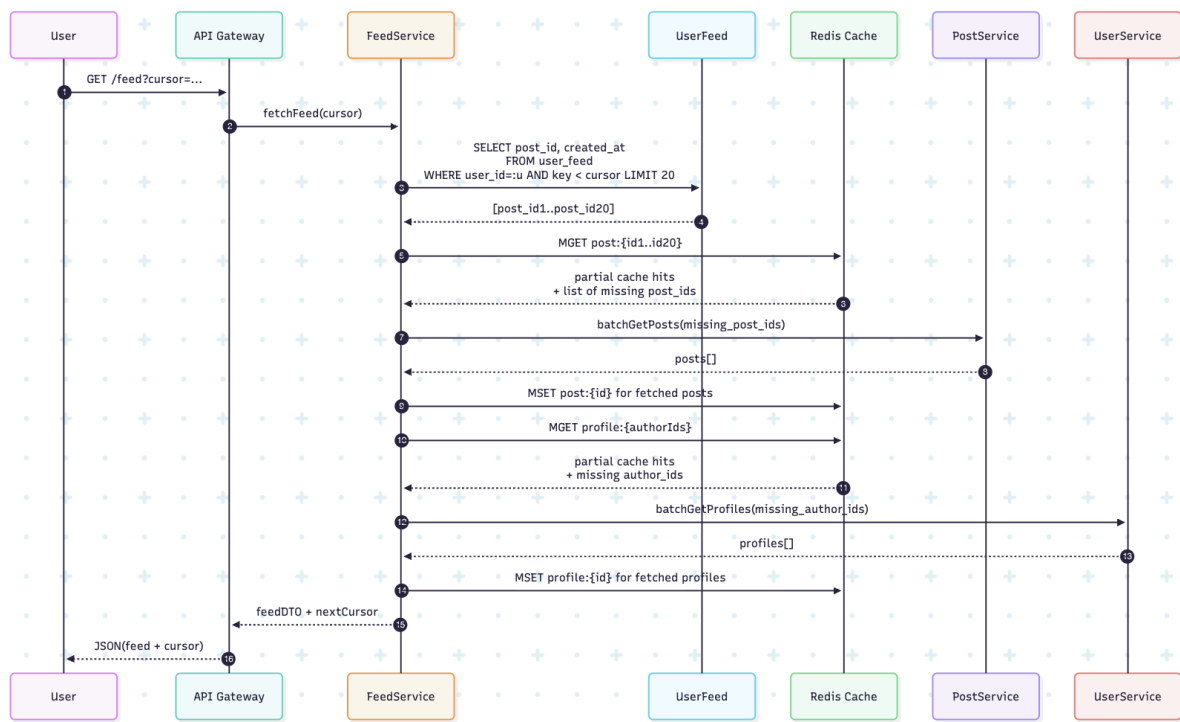 User
API Gateway
FeedService
UserFeed
Redis Cache
PostService
UserService
GET /feed?cursor=...
1
fetchFeed(cursor)
2
SELECT post_id, created_at
FROM user_feed
WHERE user_id=:u AND key < cursor LIMIT 20
3
[post_id1..post_id20]
4
MGET post:{id1..id20}
5
partial cache hits
+ list of missing post_ids
6
batchGetPosts(missing_post_ids)
7
posts[]
8
MSET post:{id} for fetched posts
9
MGET profile:{authorIds}
10
partial cache hits
+ missing author_ids
11
batchGetProfiles(missing_author_ids)
12
profiles[]
13
MSET profile:{id} for fetched profiles
14
feedDTO + nextCursor
15
JSON(feed + cursor)
16
User
API Gateway
FeedService
UserFeed
Redis Cache
PostService
UserService